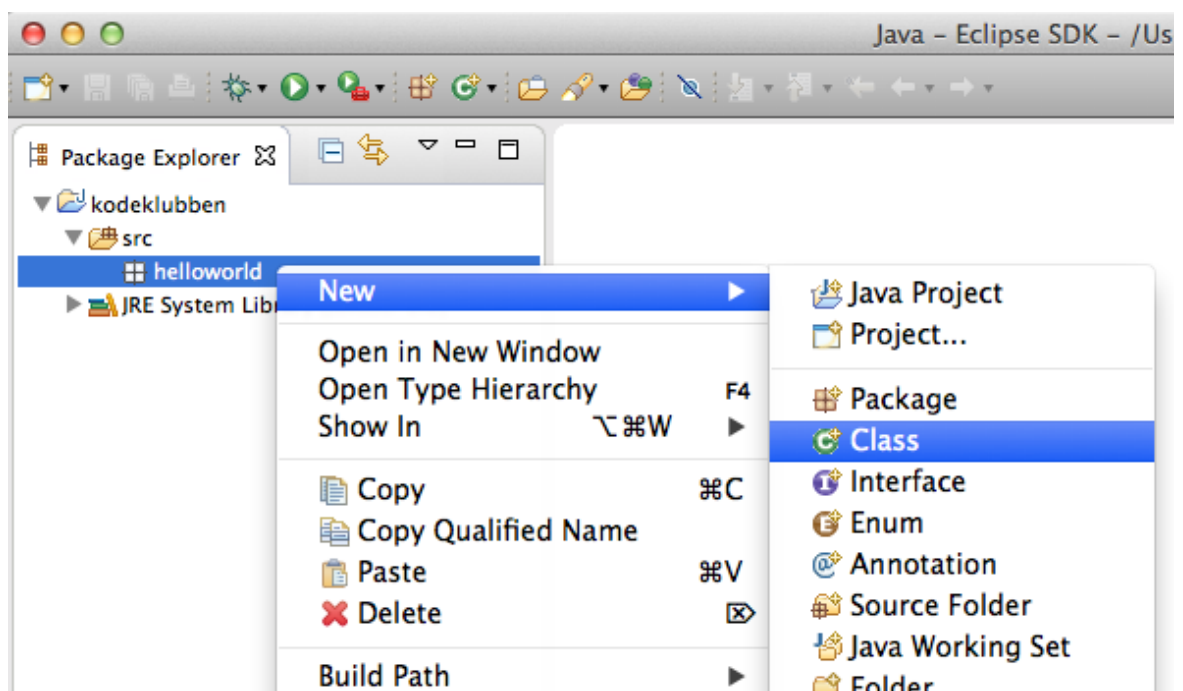 Java – Eclipse SDK – /Us
Package Explorer
kodeklubben
src
helloworld
JRE System Lib
New
Open in New Window
Open Type Hierarchy F4
Show In ⌥⌘W
Copy ⌘C
Copy Qualified Name
Paste ⌘V
Delete ⌦
Build Path
Java Project
Project...
Package
Class
Interface
Enum
Annotation
Source Folder
Java Working Set
Folder